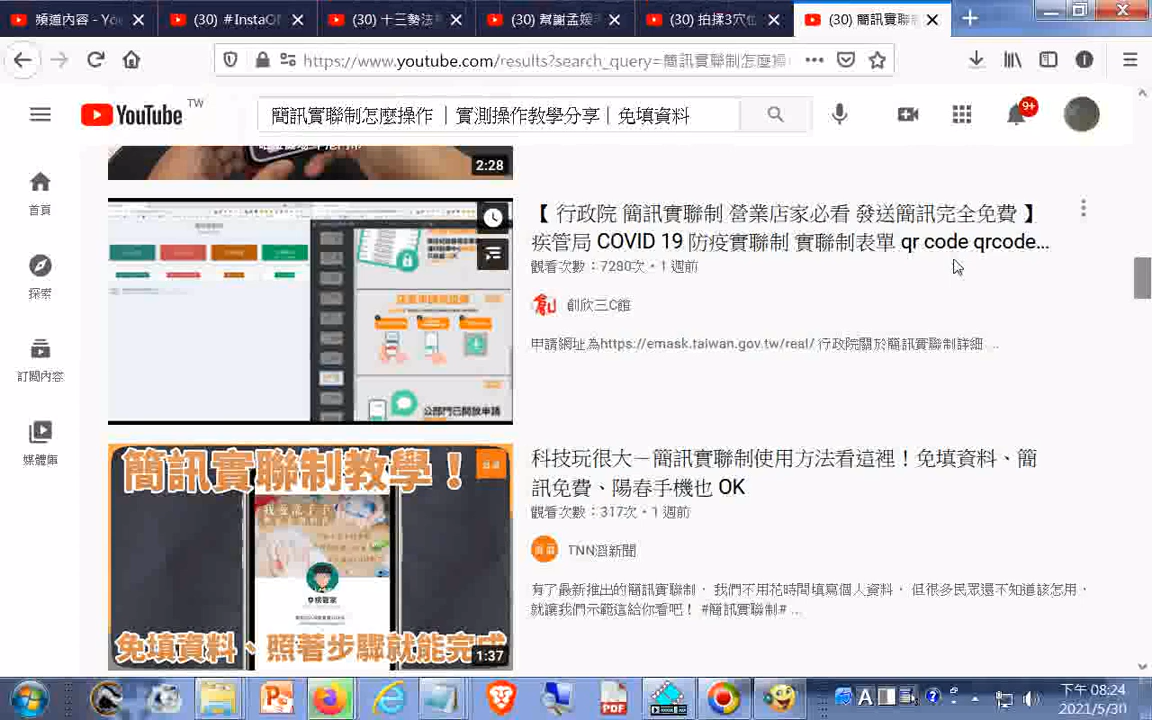 頻道內容 - You
(30) #InstaO
(30) 十三勢法
(30) 幫謝孟媛
(30) 拍揉3穴位
(30) 簡訊實聯制
https://www.youtube.com/results?search_query=簡訊實聯制怎麼操
YouTube TW
簡訊實聯制怎麼操作 | 實測操作教學分享 | 免填資料
9+
首頁
探索
訂閱內容
媒體庫
2:28
【 行政院 簡訊實聯制 營業店家必看 發送簡訊完全免費 】
疾管局 COVID 19 防疫實聯制 實聯制表單 qr code qrcode...
觀看次數：7280次・1 週前
創欣三C館
申請網址為https://emask.taiwan.gov.tw/real/ 行政院關於簡訊實聯制詳細 ...
公部門已開放申請
簡訊實聯制教學！
免填資料、照著步驟就能完成
1:37
科技玩很大－簡訊實聯制使用方法看這裡！免填資料、簡
訊免費、陽春手機也 OK
觀看次數：317次・1 週前
TNN滔新聞
有了最新推出的簡訊實聯制， 我們不用花時間填寫個人資料， 但很多民眾還不知道該怎用，
就讓我們示範這給你看吧！ #簡訊實聯制# ...
下午 08:24
2021/5/30